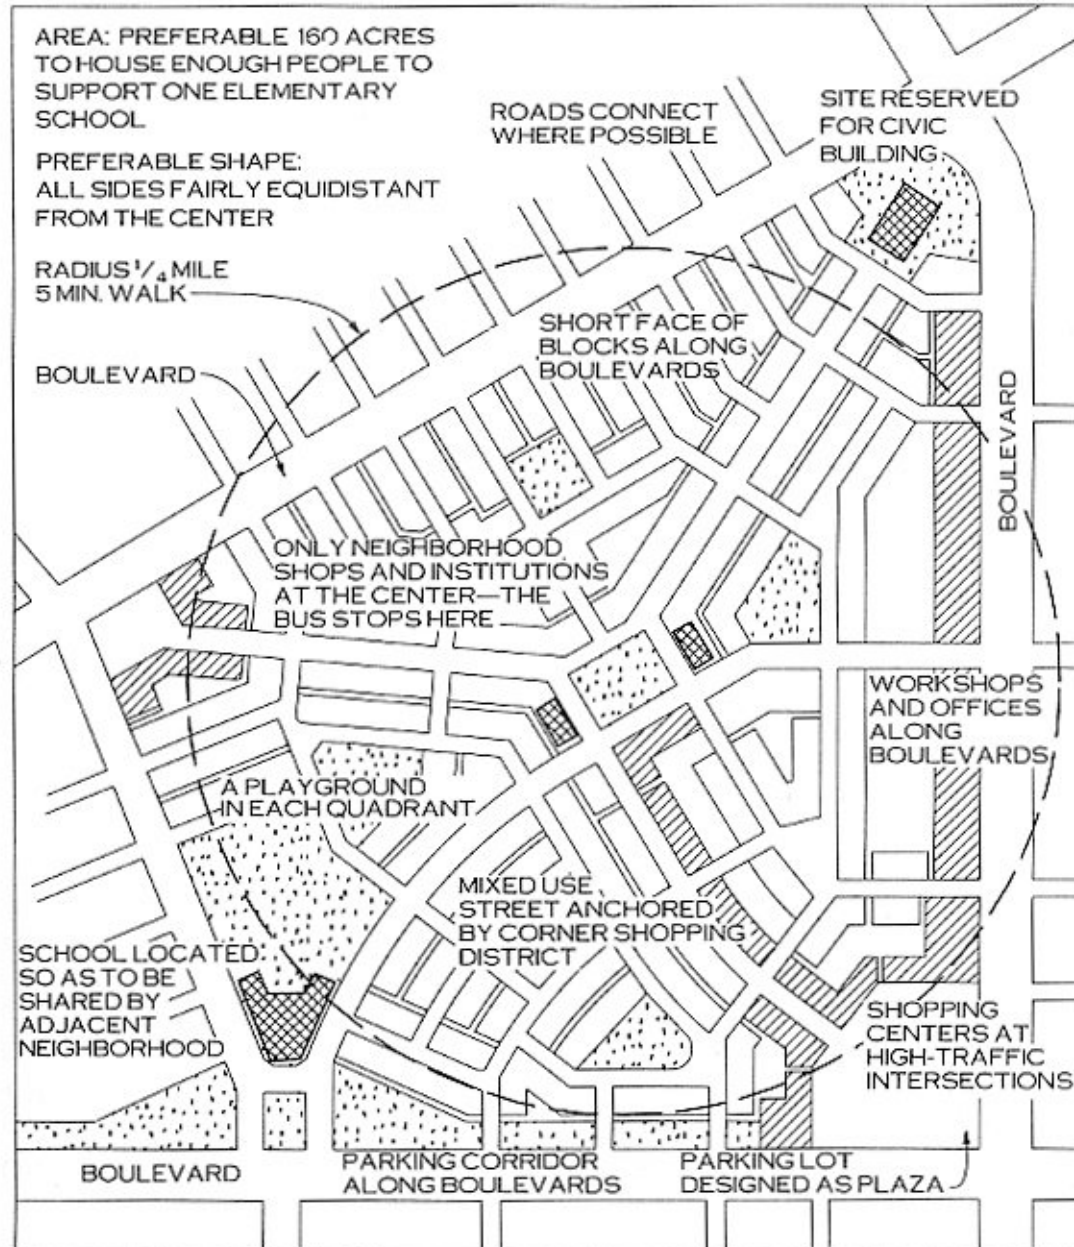 AREA: PREFERABLE 160 ACRES
TO HOUSE ENOUGH PEOPLE TO
SUPPORT ONE ELEMENTARY
SCHOOL
PREFERABLE SHAPE:
ALL SIDES FAIRLY EQUIDISTANT
FROM THE CENTER
RADIUS 1/4 MILE
5 MIN. WALK
BOULEVARD
ROADS CONNECT
WHERE POSSIBLE
SITE RESERVED
FOR CIVIC
BUILDING.
SHORT FACE OF
BLOCKS ALONG
BOULEVARDS
BOULEVARD
ONLY NEIGHBORHOOD
SHOPS AND INSTITUTIONS
AT THE CENTER—THE
BUS STOPS HERE
WORKSHOPS
AND OFFICES
ALONG
BOULEVARDS
A PLAYGROUND
IN EACH QUADRANT
MIXED USE
STREET ANCHORED
BY CORNER SHOPPING
DISTRICT
SCHOOL LOCATED
SO AS TO BE
SHARED BY
ADJACENT
NEIGHBORHOOD
SHOPPING
CENTERS AT
HIGH-TRAFFIC
INTERSECTIONS
BOULEVARD
PARKING CORRIDOR
ALONG BOULEVARDS
PARKING LOT
DESIGNED AS PLAZA